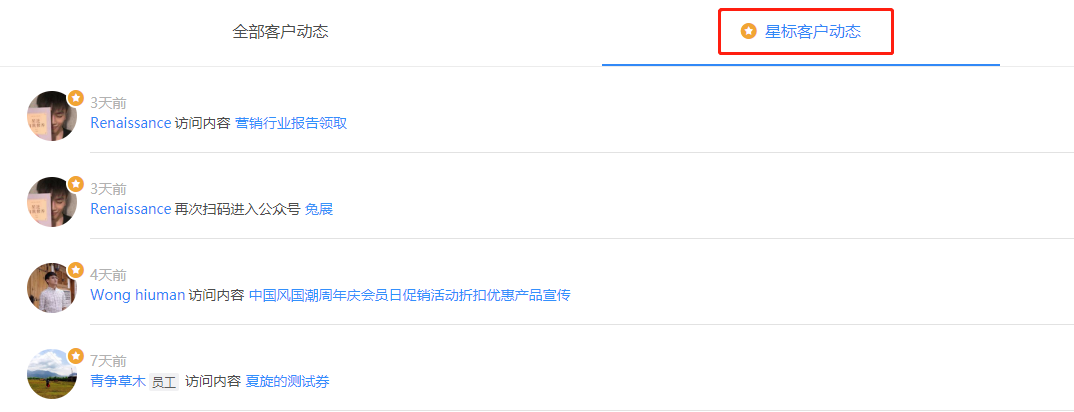 全部客户动态
星标客户动态
3天前
Renaissance 访问内容 营销行业报告领取
3天前
Renaissance 再次扫码进入公众号 兔展
4天前
Wong hiuman 访问内容 中国风国潮周年庆会员日促销活动折扣优惠产品宣传
7天前
青争草木 员工 访问内容 夏旋的测试券